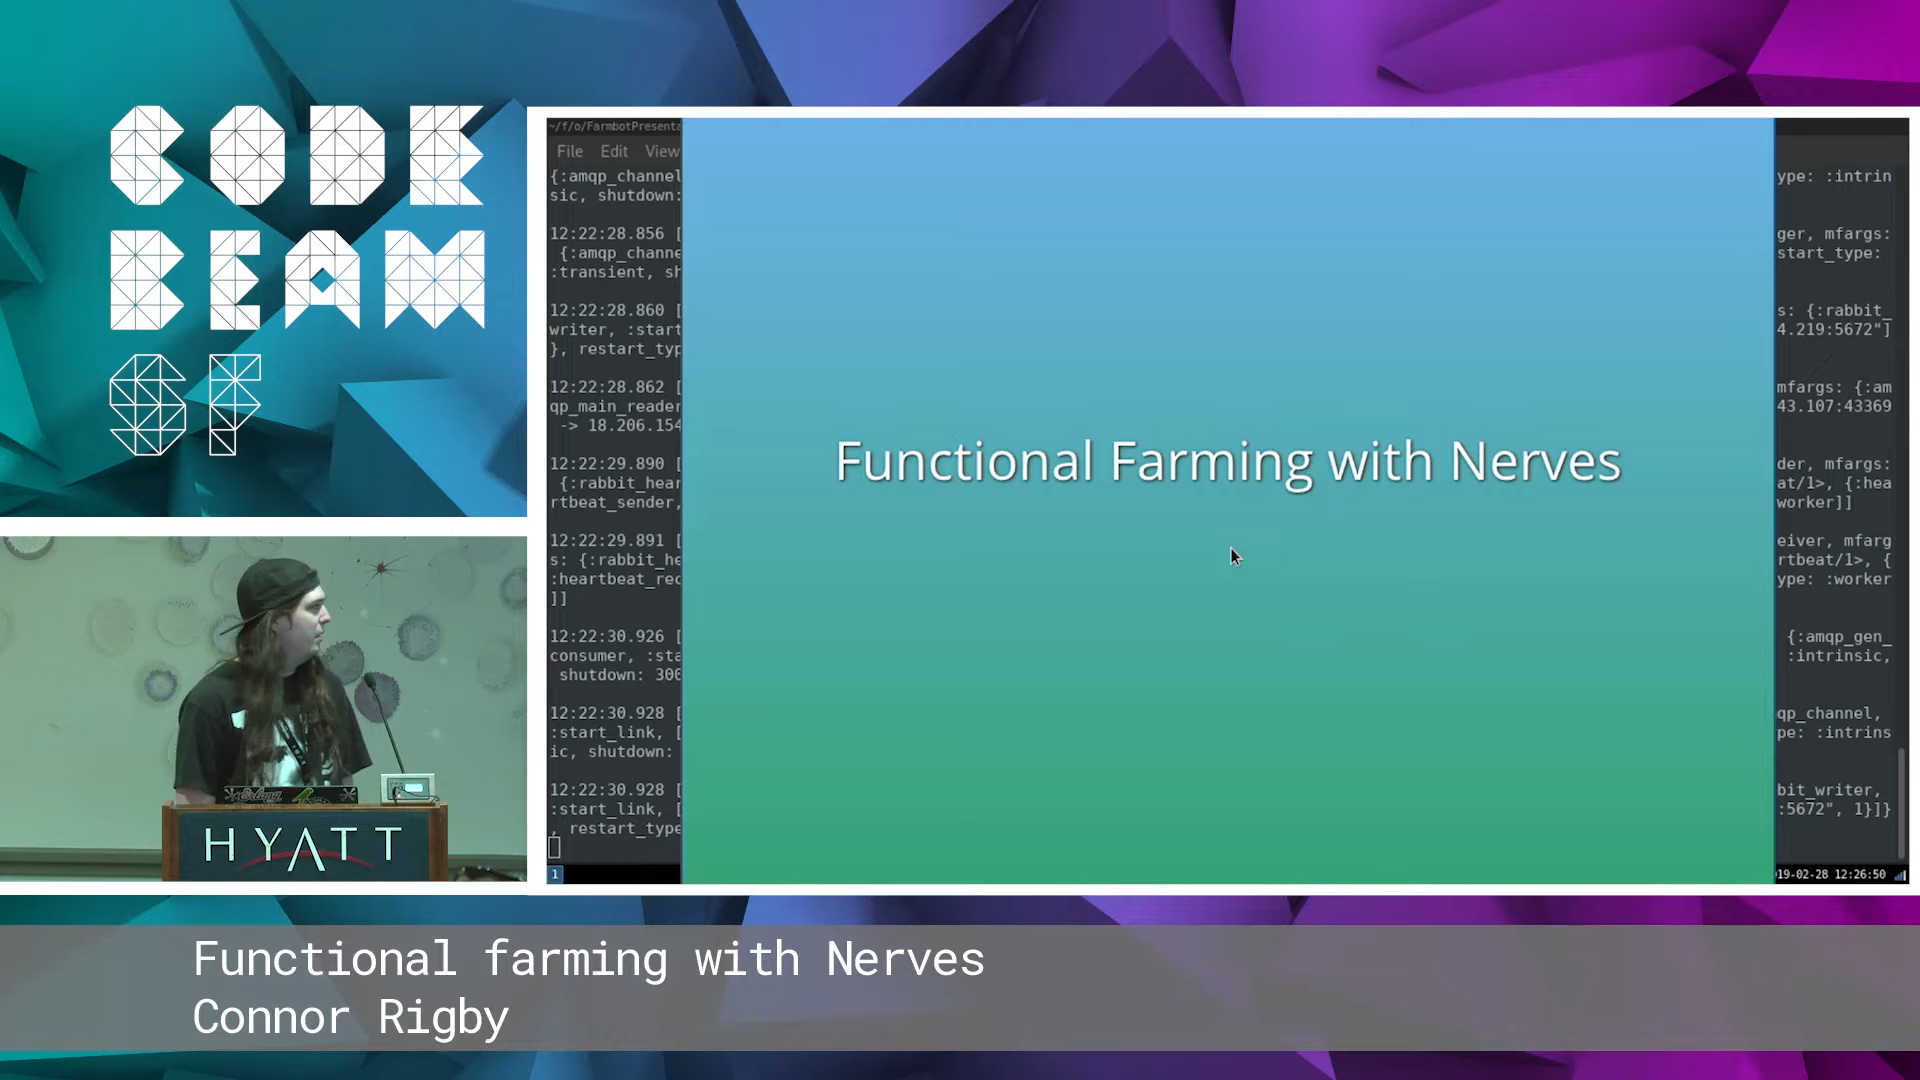 CODE
BEAM
SF
~/f/o/FarmbotPresenta
File Edit View
{:amqp_channel
sic, shutdown:
12:22:28.856 [
{:amqp_channe
:transient, sh
12:22:28.860 [
writer, :start
}, restart_typ
12:22:28.862 [
qp_main_reader
-> 18.206.154
12:22:29.890 [
{:rabbit_hear
rtbeat_sender,
12:22:29.891 [
s: {:rabbit_he
:heartbeat_rec
]]
12:22:30.926 [
consumer, :sta
shutdown: 300
12:22:30.928 [
:start_link, [
ic, shutdown:
12:22:30.928 [
:start_link, [
, restart_type
1
Functional Farming with Nerves
ype: :intrin
ger, mfargs:
start_type:
s: {:rabbit_
4.219:5672"]
mfargs: {:am
43.107:43369
der, mfargs:
at/1>, {:hea
worker]]
eiver, mfarg
rtbeat/1>, {
ype: :worker
{:amqp_gen_
:intrinsic,
qp_channel,
pe: :intrins
bit_writer,
:5672", 1}]}
19-02-28 12:26:50
Erlang
HYATT
Functional farming with Nerves
Connor Rigby